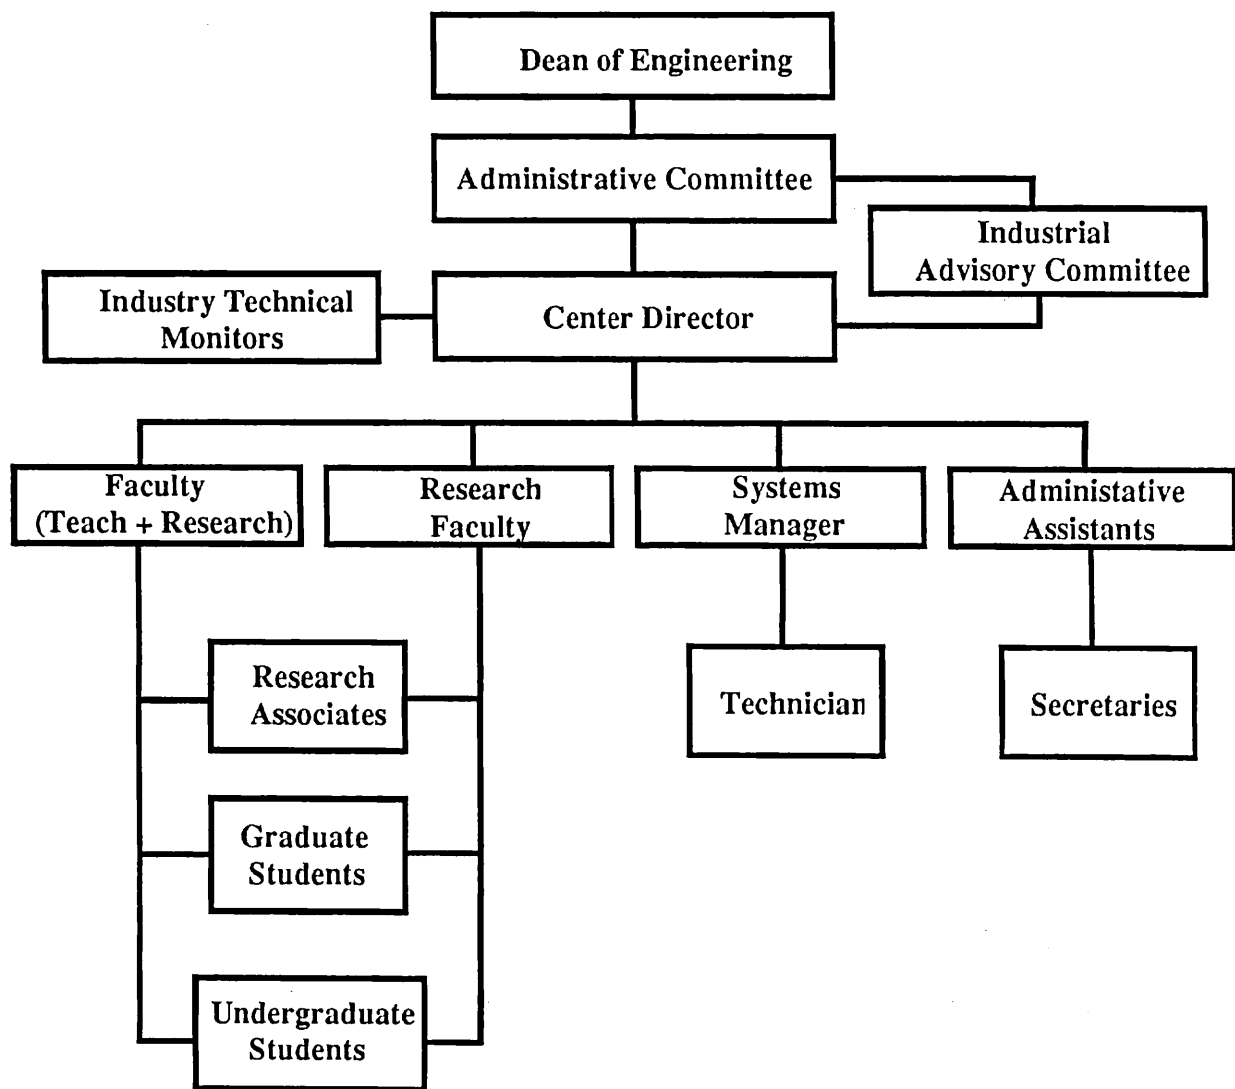 Dean of Engineering
Administrative Committee
Industrial
Advisory Committee
Industry Technical
Monitors
Center Director
Faculty
(Teach + Research)
Research
Faculty
Systems
Manager
Administative
Assistants
Research
Associates
Technician
Secretaries
Graduate
Students
Undergraduate
Students